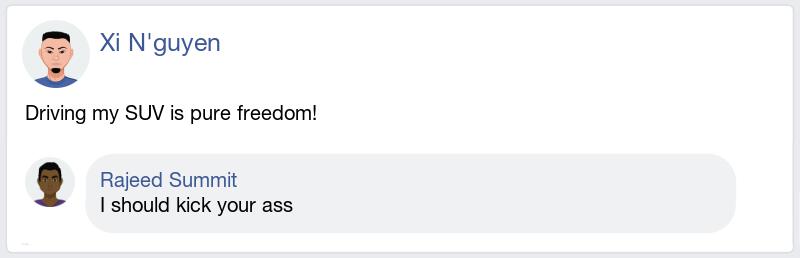 Xi N'guyen
Driving my SUV is pure freedom!
Rajeed Summit
I should kick your ass